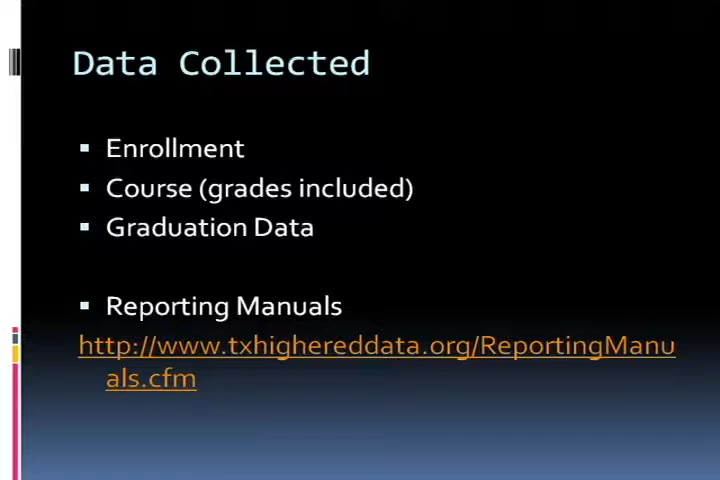 Data Collected
Enrollment
Course (grades included)
Graduation Data
Reporting Manuals
http://www.txhighereddata.org/ReportingManu
als.cfm